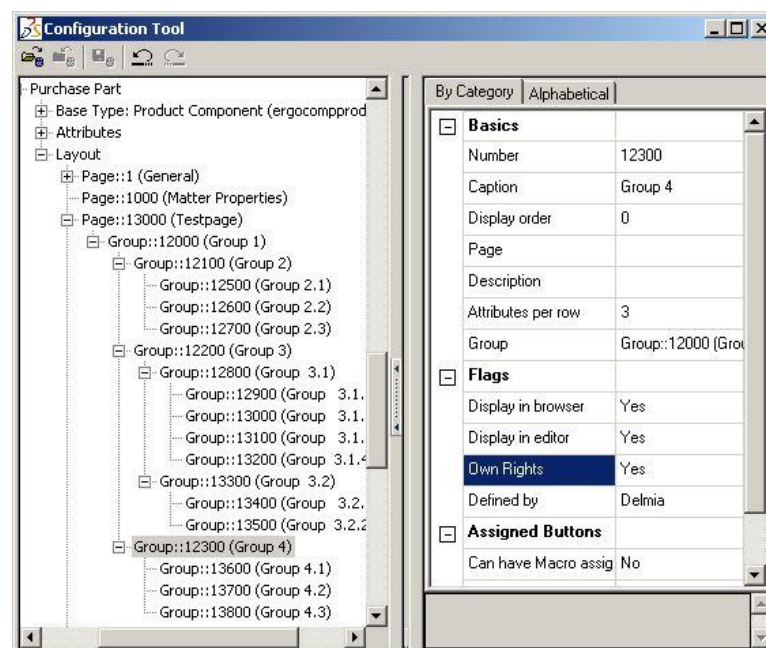 Configuration Tool
Purchase Part
Base Type: Product Component (ergocompprod
Attributes
Layout
Page::1 (General)
Page::1000 (Matter Properties)
Page::13000 (Testpage)
Group::12000 (Group 1)
Group::12100 (Group 2)
Group::12500 (Group 2.1)
Group::12600 (Group 2.2)
Group::12700 (Group 2.3)
Group::12200 (Group 3)
Group::12800 (Group 3.1)
Group::12900 (Group 3.1.
Group::13000 (Group 3.1.
Group::13100 (Group 3.1.
Group::13200 (Group 3.1.4
Group::13300 (Group 3.2)
Group::13400 (Group 3.2.
Group::13500 (Group 3.2.2
Group::12300 (Group 4)
Group::13600 (Group 4.1)
Group::13700 (Group 4.2)
Group::13800 (Group 4.3)
By Category Alphabetical
Basics
Number 12300
Caption Group 4
Display order 0
Page
Description
Attributes per row 3
Group Group::12000 (Grou
Flags
Display in browser Yes
Display in editor Yes
Own Rights Yes
Defined by Delmia
Assigned Buttons
Can have Macro assig No